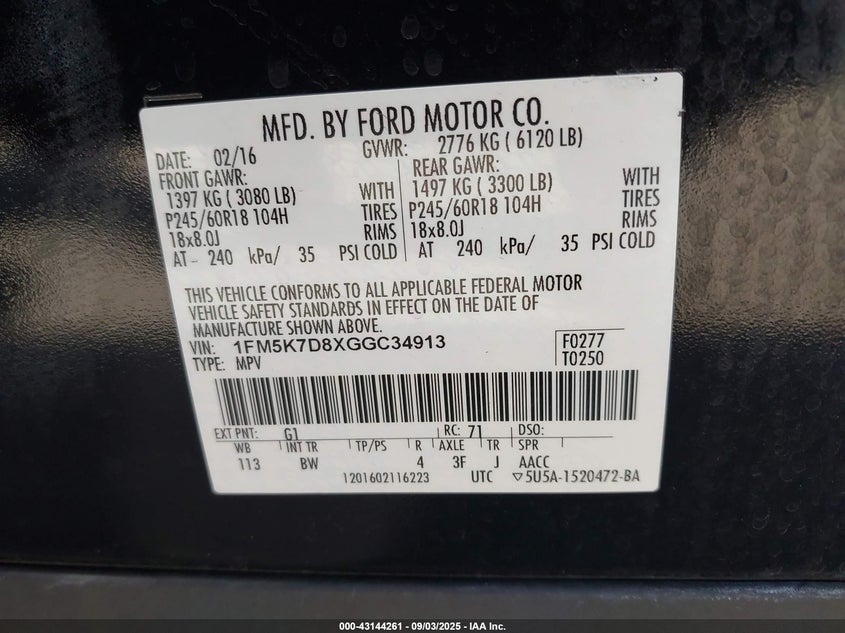 MFD. BY FORD MOTOR CO.
DATE: 02/16 GVWR: 2776 KG ( 6120 LB)
FRONT GAWR: REAR GAWR:
1397 KG ( 3080 LB) WITH 1497 KG ( 3300 LB) WITH
P245/60R18 104H TIRES P245/60R18 104H TIRES
18x8.0J RIMS 18x8.0J RIMS
AT- 240 kPa/ 35 PSI COLD AT 240 kPa/ 35 PSI COLD
THIS VEHICLE CONFORMS TO ALL APPLICABLE FEDERAL MOTOR
VEHICLE SAFETY STANDARDS IN EFFECT ON THE DATE OF
MANUFACTURE SHOWN ABOVE.
VIN: 1FM5K7D8XGGC34913 F0277
TYPE: MPV T0250
EXT PNT: G1 RC: 71 DSO:
WB INT TR TP/PS R AXLE TR SPR
113 BW 4 3F J AACC
1201602116223 UTC ▽5U5A-1520472-BA
000-43144261 - 09/03/2025 - IAA Inc.